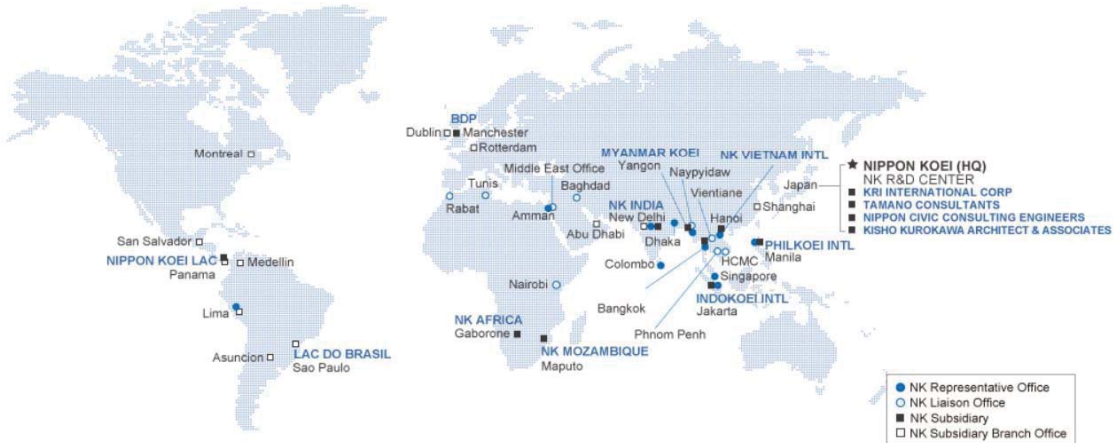 BDP
Dublin
Manchester
Rotterdam
Montreal
Middle East Office
MYANMAR KOEI
NK VIETNAM INTL
Yangon
Naypyidaw
Tunis
Baghdad
Vientiane
Rabat
Amman
NK INDIA
New Delhi
Hanoi
Shanghai
Japan
NIPPON KOEI (HQ)
NK R&D CENTER
KRI INTERNATIONAL CORP
TAMANO CONSULTANTS
NIPPON CIVIC CONSULTING ENGINEERS
KISHO KUROKAWA ARCHITECT & ASSOCIATES
Abu Dhabi
Dhaka
San Salvador
PHILKOEI INTL
Manila
NIPPON KOEI LAC
Panama
Medellin
Colombo
HCMC
Singapore
Nairobi
INDOKOEI INTL
Jakarta
Bangkok
Lima
Phnom Penh
NK AFRICA
Gaborone
NK MOZAMBIQUE
Maputo
Asuncion
LAC DO BRASIL
Sao Paulo
NK Representative Office
NK Liaison Office
NK Subsidiary
NK Subsidiary Branch Office